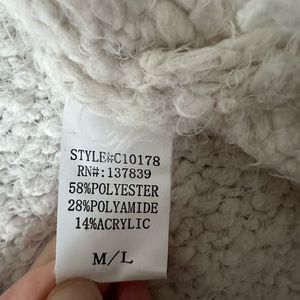 STYLE#C10178
RN#:137839
58%POLYESTER
28%POLYAMIDE
14%ACRYLIC
M/L